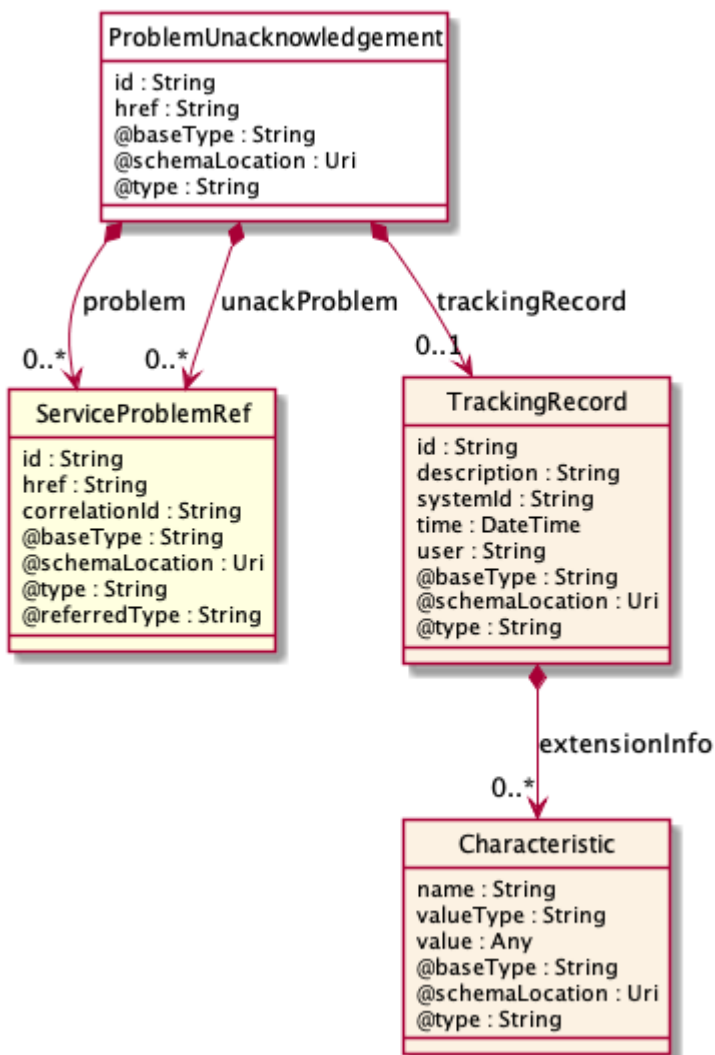 ProblemUnacknowledgement
id : String
href : String
@baseType : String
@schemaLocation : Uri
@type : String
problem
unackProblem
trackingRecord
0..*
0..*
0..1
ServiceProblemRef
id : String
href : String
correlationId : String
@baseType : String
@schemaLocation : Uri
@type : String
@referredType : String
TrackingRecord
id : String
description : String
systemId : String
time : DateTime
user : String
@baseType : String
@schemaLocation : Uri
@type : String
extensionInfo
0..*
Characteristic
name : String
valueType : String
value : Any
@baseType : String
@schemaLocation : Uri
@type : String